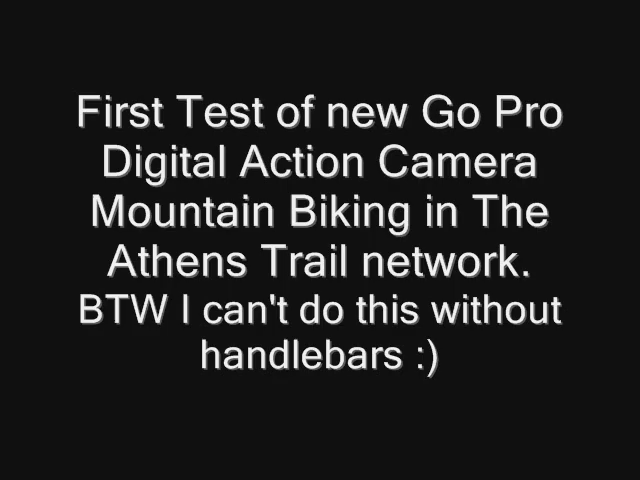 First Test of new Go Pro
Digital Action Camera
Mountain Biking in The
Athens Trail network.
BTW I can't do this without
handlebars :)